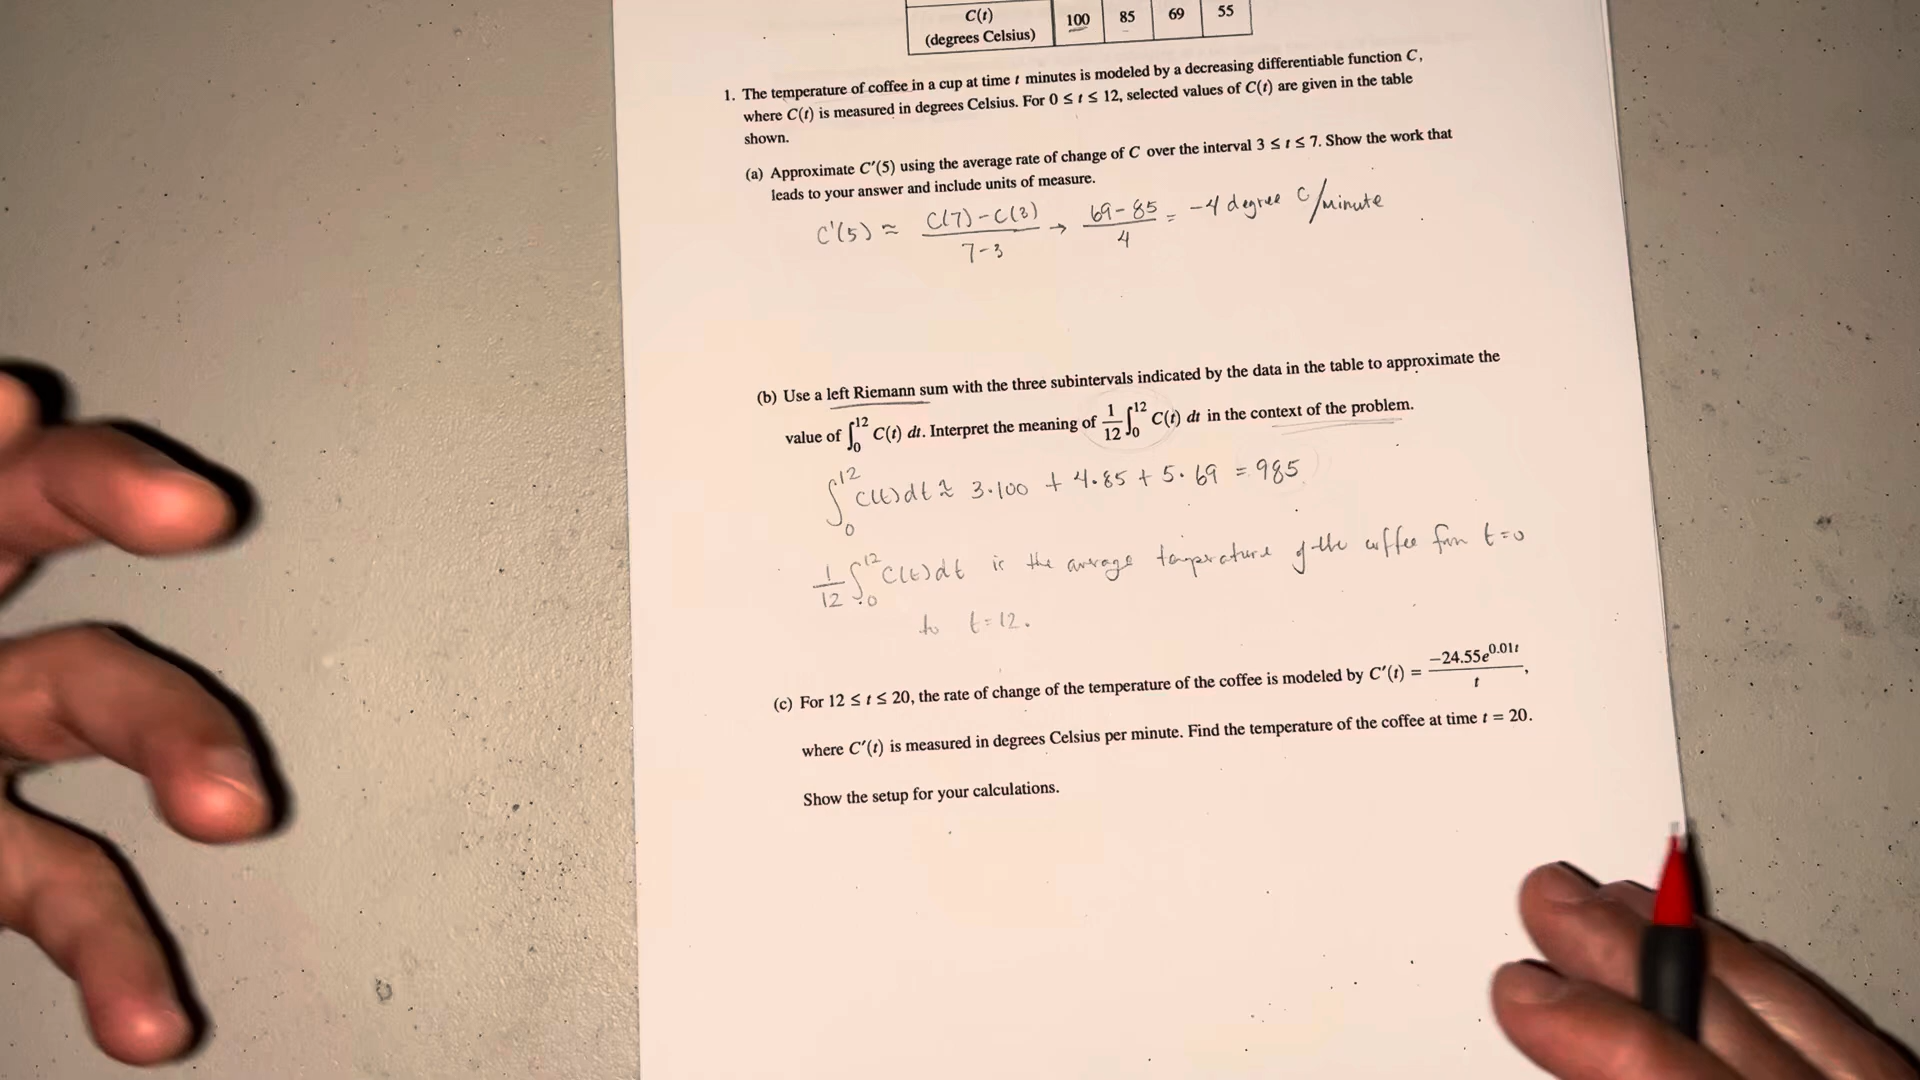 C(t)
(degrees Celsius) 100 85 69 55
1. The temperature of coffee in a cup at time t minutes is modeled by a decreasing differentiable function C,
where C(t) is measured in degrees Celsius. For 0 ≤ t ≤ 12, selected values of C(t) are given in the table
shown.
(a) Approximate C′(5) using the average rate of change of C over the interval 3 ≤ t ≤ 7. Show the work that
leads to your answer and include units of measure.
C'(5) ≈ C(7)-C(3) / 7-3 → 69-85 / 4 = -4 degree C/minute
(b) Use a left Riemann sum with the three subintervals indicated by the data in the table to approximate the
value of ∫₀¹² C(t) dt. Interpret the meaning of 1/12 ∫₀¹² C(t) dt in the context of the problem.
∫₀¹² C(t)dt ≈ 3·100 + 4·85 + 5·69 = 985
1/12 ∫₀¹² C(t)dt is the average temperature of the coffee from t=0
to t=12.
(c) For 12 ≤ t ≤ 20, the rate of change of the temperature of the coffee is modeled by C′(t) = −24.55e^0.01t / t,
where C′(t) is measured in degrees Celsius per minute. Find the temperature of the coffee at time t = 20.
Show the setup for your calculations.